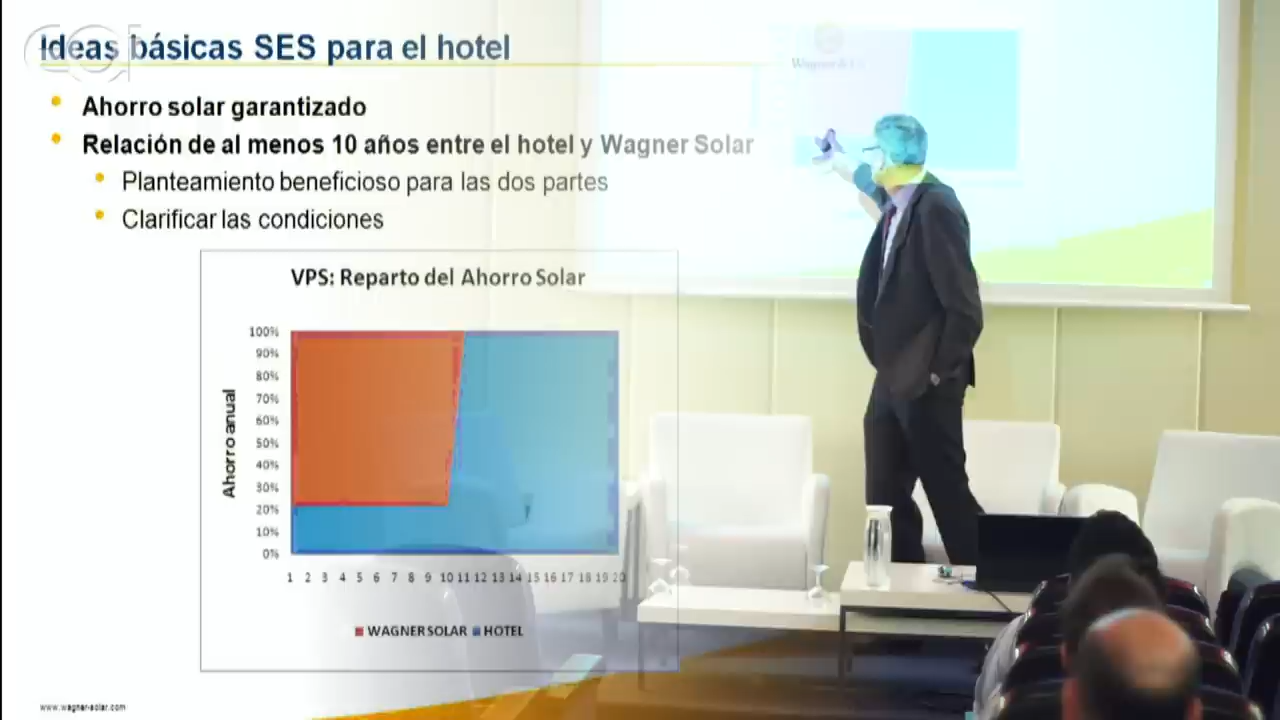 Ideas básicas SES para el hotel
Ahorro solar garantizado
Relación de al menos 10 años entre el hotel y Wagner Solar
Planteamiento beneficioso para las dos partes
Clarificar las condiciones
VPS: Reparto del Ahorro Solar
Ahorro anual
100%
90%
80%
70%
60%
50%
40%
30%
20%
10%
0%
1 2 3 4 5 6 7 8 9 10 11 12 13 14 15 16 17 18 19 20
WAGNER SOLAR HOTEL
www.wagner-solar.com
Wagner & Co